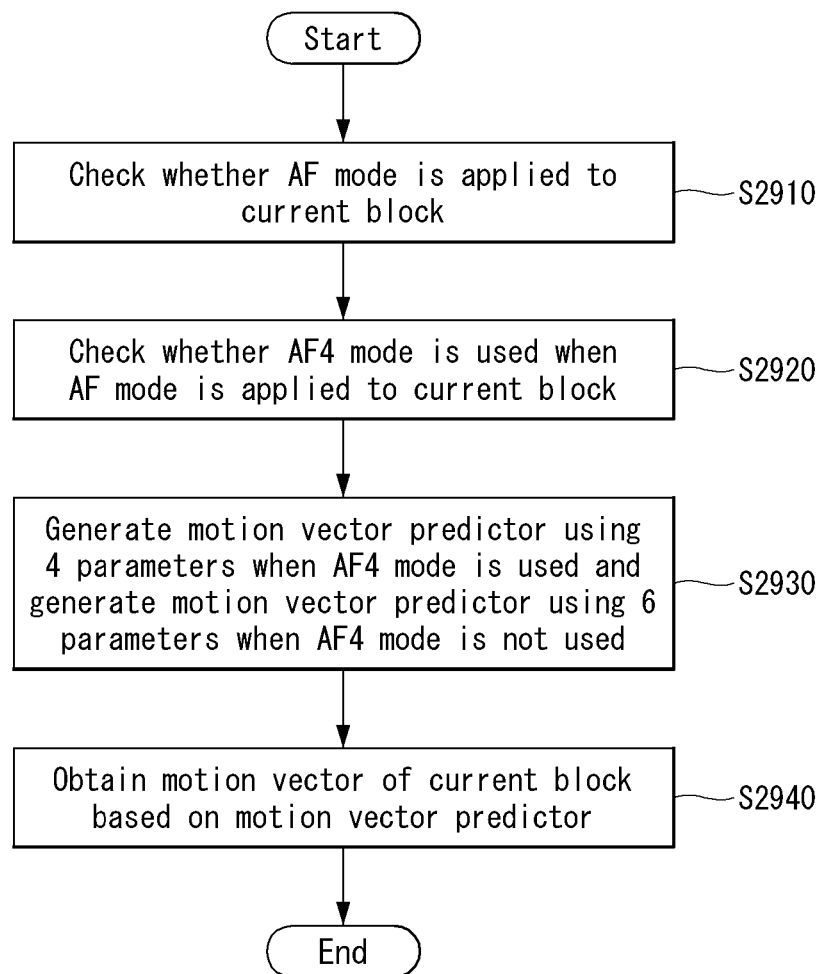 Start
Check whether AF mode is applied to
current block
S2910
Check whether AF4 mode is used when
AF mode is applied to current block
S2920
Generate motion vector predictor using
4 parameters when AF4 mode is used and
generate motion vector predictor using 6
parameters when AF4 mode is not used
S2930
Obtain motion vector of current block
based on motion vector predictor
S2940
End